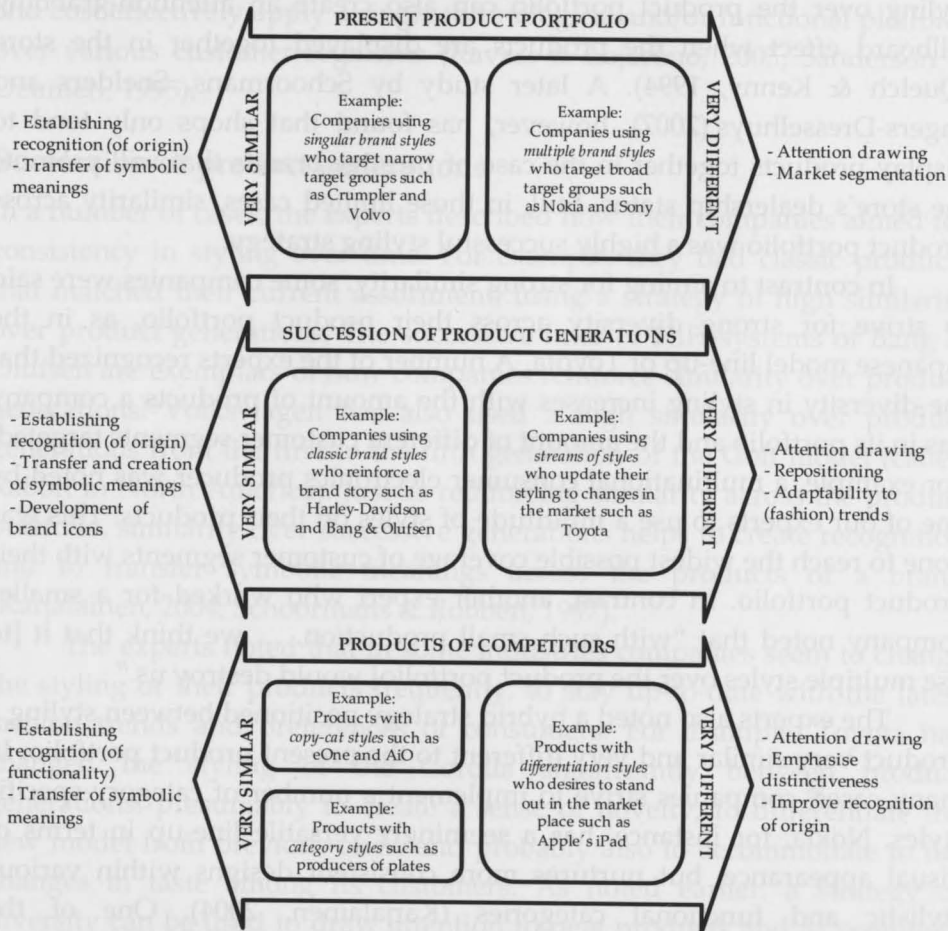 PRESENT PRODUCT PORTFOLIO
VERY SIMILAR
VERY DIFFERENT
- Establishing
recognition (of origin)
- Transfer of symbolic
meanings
Example:
Companies using
singular brand styles
who target narrow
target groups such
as Crumpler and
Volvo
Example:
Companies using
multiple brand styles
who target broad
target groups such
as Nokia and Sony
- Attention drawing
- Market segmentation
SUCCESSION OF PRODUCT GENERATIONS
VERY SIMILAR
VERY DIFFERENT
- Establishing
recognition (of origin)
- Transfer and creation
of symbolic meanings
- Development of
brand icons
Example:
Companies using
classic brand styles
who reinforce a
brand story such as
Harley-Davidson
and Bang & Olufsen
Example:
Companies using
streams of styles
who update their
styling to changes in
the market such as
Toyota
- Attention drawing
- Repositioning
- Adaptability to
(fashion) trends
PRODUCTS OF COMPETITORS
VERY SIMILAR
VERY DIFFERENT
- Establishing
recognition (of
functionality)
- Transfer of symbolic
meanings
Example:
Products with
copy-cat styles such as
eOne and AiO
Example:
Products with
category styles such as
producers of plates
Example:
Products with
differentiation styles
to let designs stand
out in the market
place such as
Apple's iPad
- Attention drawing
- Emphasise
distinctiveness
- Improve recognition
of origin